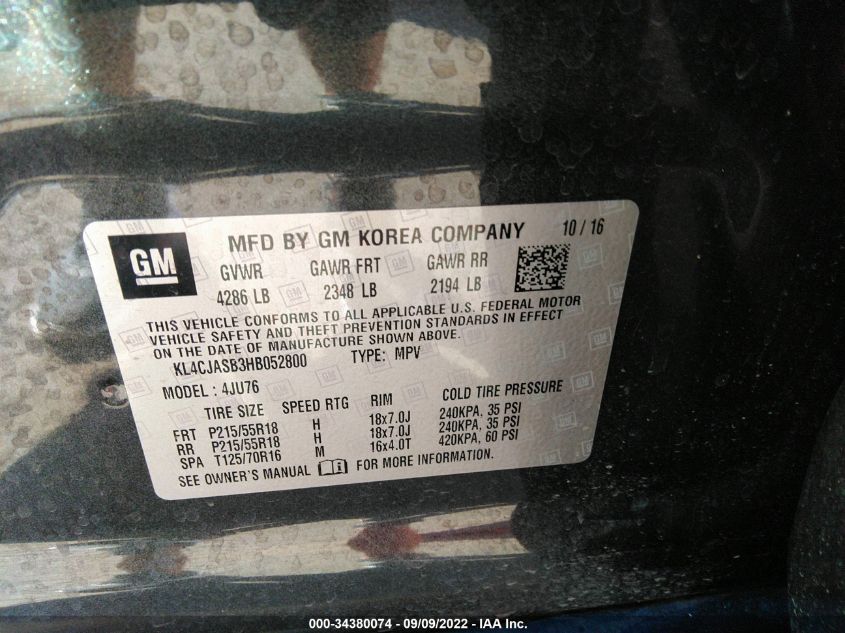 GM
MFD BY GM KOREA COMPANY 10 / 16
GVWR GAWR FRT GAWR RR
4286 LB 2348 LB 2194 LB
THIS VEHICLE CONFORMS TO ALL APPLICABLE U.S. FEDERAL MOTOR
VEHICLE SAFETY AND THEFT PREVENTION STANDARDS IN EFFECT
ON THE DATE OF MANUFACTURE SHOWN ABOVE.
KL4CJASB3HB052800 TYPE: MPV
MODEL: 4JU76
TIRE SIZE SPEED RTG RIM COLD TIRE PRESSURE
FRT P215/55R18 H 18x7.0J 240KPA, 35 PSI
RR P215/55R18 H 18x7.0J 240KPA, 35 PSI
SPA T125/70R16 M 16x4.0T 420KPA, 60 PSI
SEE OWNER'S MANUAL FOR MORE INFORMATION.
000-34380074 - 09/09/2022 - IAA Inc.